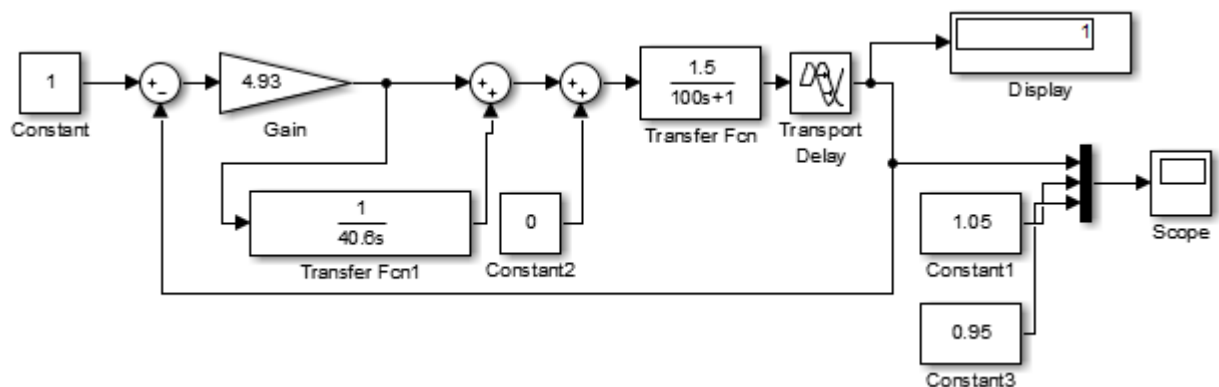 1
Constant
+
−
4.93
Gain
+
+
+
+
1.5
100s+1
Transfer Fcn
Transport
Delay
1
Display
1
40.6s
Transfer Fcn1
0
Constant2
1.05
Constant1
0.95
Constant3
Scope